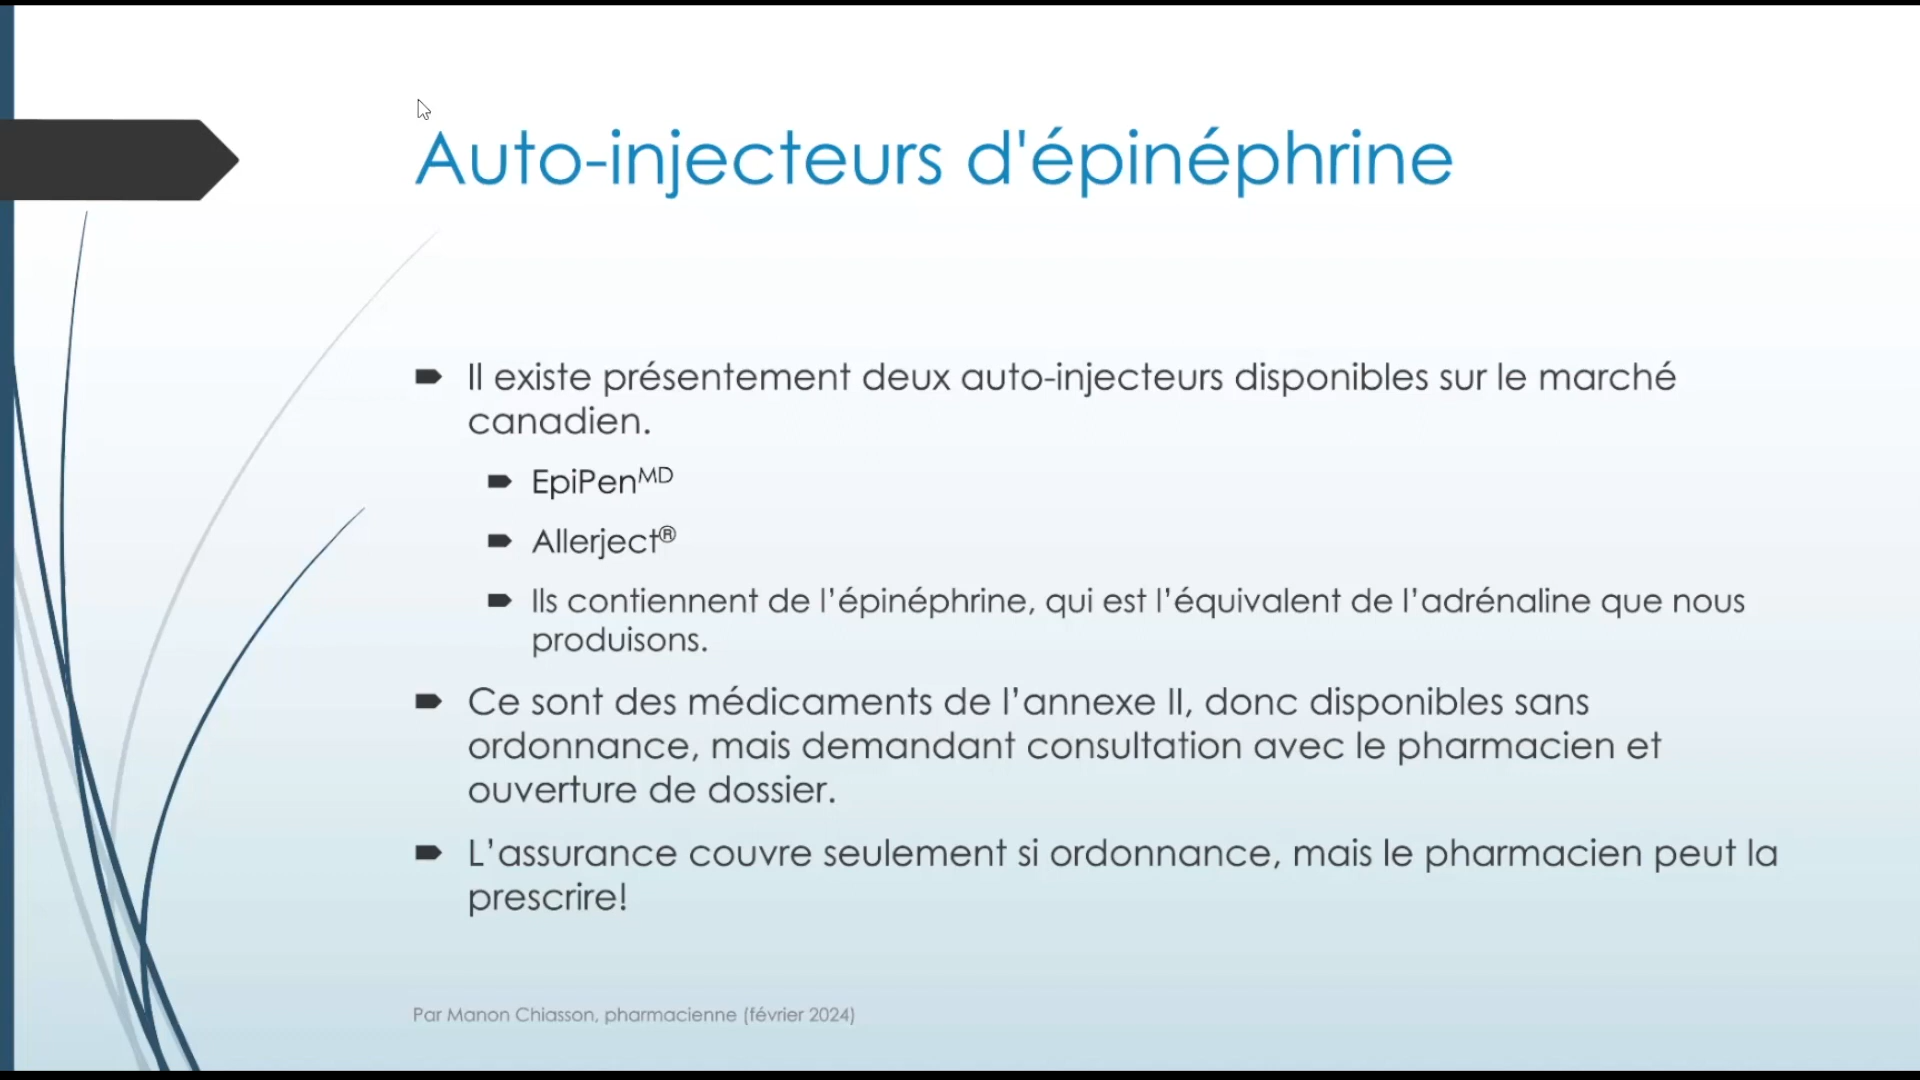 Auto-injecteurs d'épinéphrine
Il existe présentement deux auto-injecteurs disponibles sur le marché
canadien.
EpiPenᴹᴰ
Allerject®
Ils contiennent de l’épinéphrine, qui est l’équivalent de l’adrénaline que nous
produisons.
Ce sont des médicaments de l’annexe II, donc disponibles sans
ordonnance, mais demandant consultation avec le pharmacien et
ouverture de dossier.
L’assurance couvre seulement si ordonnance, mais le pharmacien peut la
prescrire!
Par Manon Chiasson, pharmacienne (février 2024)